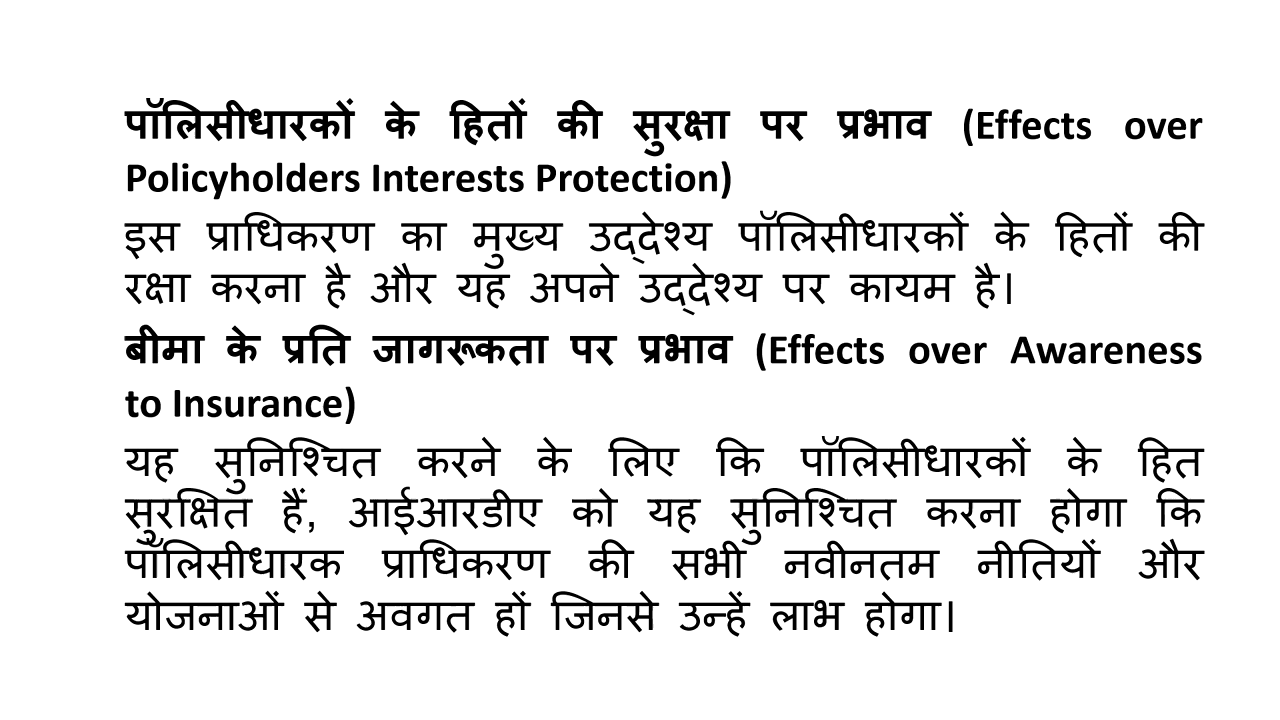 पॉलिसीधारकों के हितों की सुरक्षा पर प्रभाव (Effects over
Policyholders Interests Protection)
इस प्राधिकरण का मुख्य उद्देश्य पॉलिसीधारकों के हितों की
रक्षा करना है और यह अपने उद्देश्य पर कायम है।
बीमा के प्रति जागरूकता पर प्रभाव (Effects over Awareness
to Insurance)
यह सुनिश्चित करने के लिए कि पॉलिसीधारकों के हित
सुरक्षित हैं, आईआरडीए को यह सुनिश्चित करना होगा कि
पॉलिसीधारक प्राधिकरण की सभी नवीनतम नीतियों और
योजनाओं से अवगत हों जिनसे उन्हें लाभ होगा।